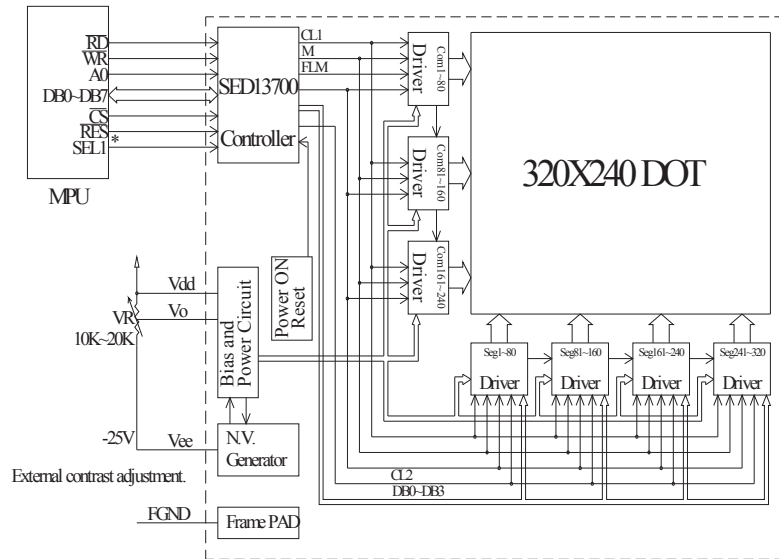 RD
WR
A0
DB0~DB7
CS
RES
*
SEL1
MPU
SED13700
Controller
CL1
M
FLM
Driver
Com1~80
Driver
Com81~160
Driver
Com161~240
320X240 DOT
Power ON
Reset
Vdd
Vo
VR
10K~20K
Bias and
Power Circuit
Seg1~80
Driver
Seg81~160
Driver
Seg161~240
Driver
Seg241~320
Driver
-25V
Vee
N.V.
Generator
External contrast adjustment.
CL2
DB0~DB3
FGND
Frame PAD